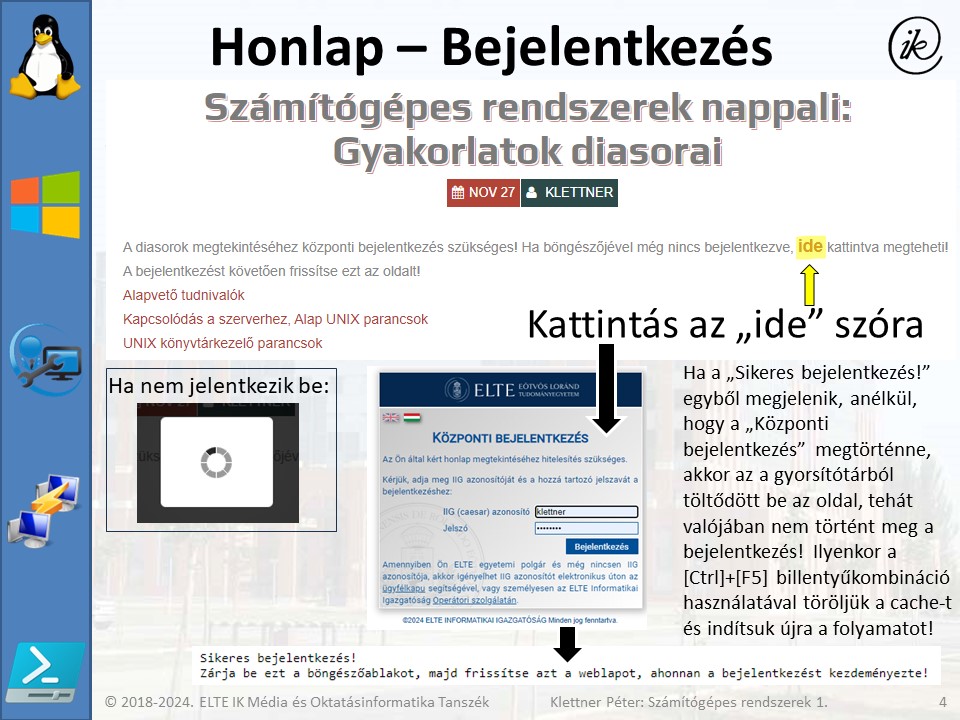 Honlap – Bejelentkezés
ik
Számítógépes rendszerek nappali:
Gyakorlatok diasorai
NOV 27 KLETTNER
A diasorok megtekintéséhez központi bejelentkezés szükséges! Ha böngészőjével még nincs bejelentkezve, ide kattintva megteheti!
A bejelentkezést követően frissítse ezt az oldalt!
Alapvető tudnivalók
Kapcsolódás a szerverhez, Alap UNIX parancsok
UNIX könyvtárkezelő parancsok
Kattintás az „ide” szóra
Ha nem jelentkezik be:
ELTE EÖTVÖS LORÁND
TUDOMÁNYEGYETEM
KÖZPONTI BEJELENTKEZÉS
Az Ön által kért honlap megtekintéséhez hitelesítés szükséges.
Kérjük, adja meg IIG azonosítóját és a hozzá tartozó jelszavát a
bejelentkezéshez:
IIG (caesar) azonosító klettner
Jelszó ••••••••
Bejelentkezés
Amennyiben Ön ELTE egyetemi polgár és még nincsen IIG
azonosítója, akkor igényelhet IIG azonosítót elektronikus úton az
ügyfélkapu segítségével, vagy személyesen az ELTE Informatikai
Igazgatóság Operátori szolgálatán.
©2024 ELTE INFORMATIKAI IGAZGATÓSÁG Minden jog fenntartva.
Ha a „Sikeres bejelentkezés!”
egyből megjelenik, anélkül,
hogy a „Központi
bejelentkezés” megtörténne,
akkor az a gyorsítótárból
töltődött be az oldal, tehát
valójában nem történt meg a
bejelentkezés! Ilyenkor a
[Ctrl]+[F5] billentyűkombináció
használatával töröljük a cache-t
és indítsuk újra a folyamatot!
Sikeres bejelentkezés!
Zárja be ezt a böngészőablakot, majd frissítse azt a weblapot, ahonnan a bejelentkezést kezdeményezte!
© 2018-2024. ELTE IK Média és Oktatásinformatika Tanszék Klettner Péter: Számítógépes rendszerek 1. 4